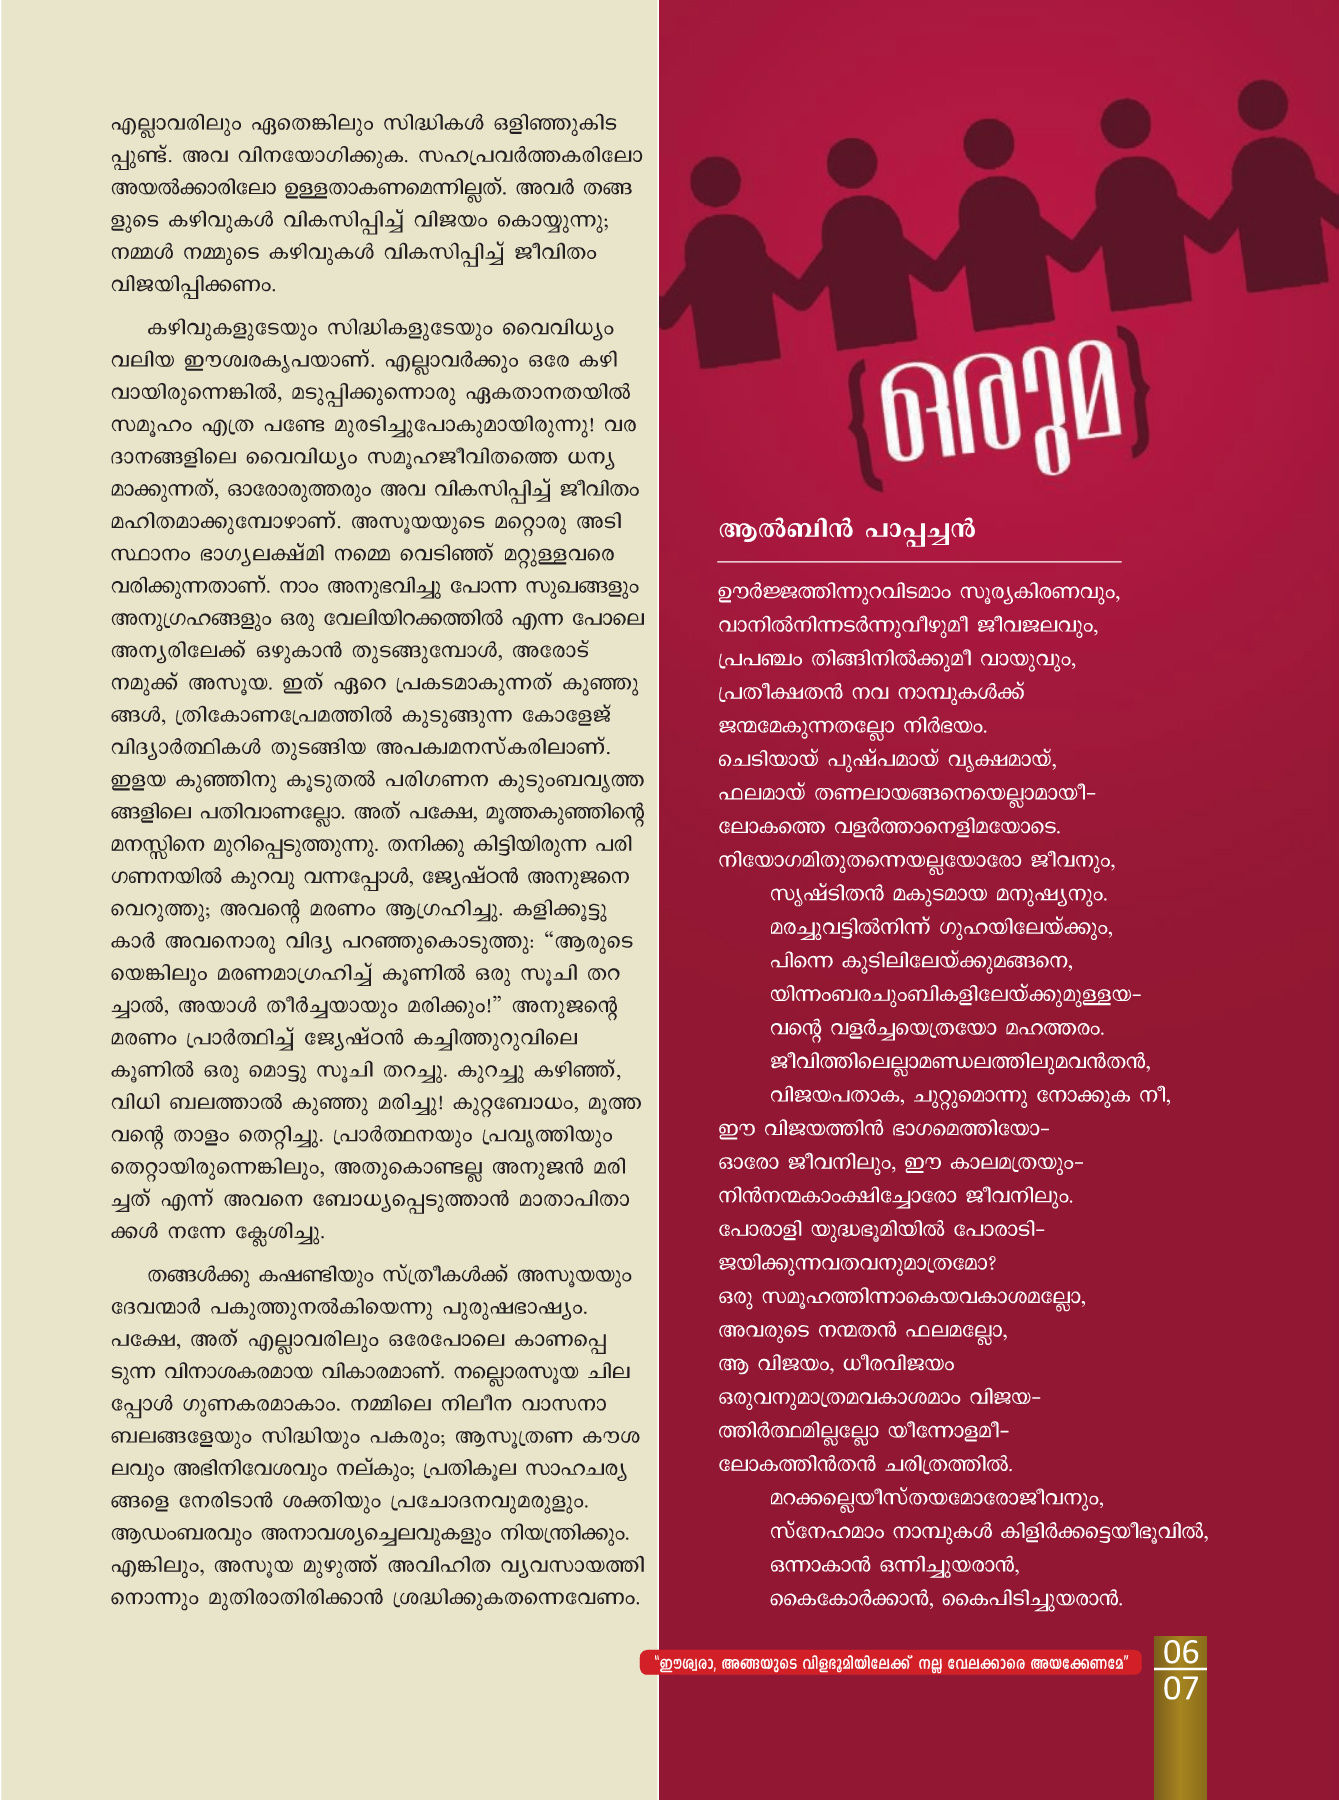 എല്ലാവരിലും ഏതെങ്കിലും സിദ്ധികൾ ഒളിഞ്ഞുകിട
പ്പുണ്ട്. അവ വിനയോഗിക്കുക. സഹപ്രവർത്തകരിലോ
അയൽക്കാരിലോ ഉള്ളതാകണമെന്നില്ലത്. അവർ തങ്ങ
ളുടെ കഴിവുകൾ വികസിപ്പിച്ച് വിജയം കൊയ്യുന്നു;
നമ്മൾ നമ്മുടെ കഴിവുകൾ വികസിപ്പിച്ച് ജീവിതം
വിജയിപ്പിക്കണം.
കഴിവുകളുടേയും സിദ്ധികളുടേയും വൈവിധ്യം
വലിയ ഈശ്വരകൃപയാണ്. എല്ലാവർക്കും ഒരേ കഴി
വായിരുന്നെങ്കിൽ, മടുപ്പിക്കുന്നൊരു ഏകതാനതയിൽ
സമൂഹം എത്ര പണ്ടേ മുരടിച്ചുപോകുമായിരുന്നു! വര
ദാനങ്ങളിലെ വൈവിധ്യം സമൂഹജീവിതത്തെ ധന്യ
മാക്കുന്നത്, ഓരോരുത്തരും അവ വികസിപ്പിച്ച് ജീവിതം
മഹിതമാക്കുമ്പോഴാണ്. അസൂയയുടെ മറ്റൊരു അടി
സ്ഥാനം ഭാഗ്യലക്ഷ്മി നമ്മെ വെടിഞ്ഞ് മറ്റുള്ളവരെ
വരിക്കുന്നതാണ്. നാം അനുഭവിച്ചു പോന്ന സുഖങ്ങളും
അനുഗ്രഹങ്ങളും ഒരു വേലിയിറക്കത്തിൽ എന്ന പോലെ
അന്യരിലേക്ക് ഒഴുകാൻ തുടങ്ങുമ്പോൾ, അരോട്
നമുക്ക് അസൂയ. ഇത് ഏറെ പ്രകടമാകുന്നത് കുഞ്ഞു
ങ്ങൾ, ത്രികോണപ്രേമത്തിൽ കുടുങ്ങുന്ന കോളേജ്
വിദ്യാർത്ഥികൾ തുടങ്ങിയ അപക്വമനസ്കരിലാണ്.
ഇളയ കുഞ്ഞിനു കൂടുതൽ പരിഗണന കുടുംബവൃത്ത
ങ്ങളിലെ പതിവാണല്ലോ. അത് പക്ഷേ, മൂത്തകുഞ്ഞിന്റെ
മനസ്സിനെ മുറിപ്പെടുത്തുന്നു. തനിക്കു കിട്ടിയിരുന്ന പരി
ഗണനയിൽ കുറവു വന്നപ്പോൾ, ജ്യേഷ്ഠൻ അനുജനെ
വെറുത്തു; അവന്റെ മരണം ആഗ്രഹിച്ചു. കളിക്കൂട്ടു
കാർ അവനൊരു വിദ്യ പറഞ്ഞുകൊടുത്തു: “ആരുടെ
യെങ്കിലും മരണമാഗ്രഹിച്ച് കൂണിൽ ഒരു സൂചി തറ
ച്ചാൽ, അയാൾ തീർച്ചയായും മരിക്കും!” അനുജന്റെ
മരണം പ്രാർത്ഥിച്ച് ജ്യേഷ്ഠൻ കച്ചിത്തുറുവിലെ
കൂണിൽ ഒരു മൊട്ടു സൂചി തറച്ചു. കുറച്ചു കഴിഞ്ഞ്,
വിധി ബലത്താൽ കുഞ്ഞു മരിച്ചു! കുറ്റബോധം, മൂത്ത
വന്റെ താളം തെറ്റിച്ചു. പ്രാർത്ഥനയും പ്രവൃത്തിയും
തെറ്റായിരുന്നെങ്കിലും, അതുകൊണ്ടല്ല അനുജൻ മരി
ച്ചത് എന്ന് അവനെ ബോധ്യപ്പെടുത്താൻ മാതാപിതാ
ക്കൾ നന്നേ ക്ലേശിച്ചു.
തങ്ങൾക്കു കഷണ്ടിയും സ്ത്രീകൾക്ക് അസൂയയും
ദേവന്മാർ പകുത്തുനൽകിയെന്നു പുരുഷഭാഷ്യം.
പക്ഷേ, അത് എല്ലാവരിലും ഒരേപോലെ കാണപ്പെ
ടുന്ന വിനാശകരമായ വികാരമാണ്. നല്ലൊരസൂയ ചില
പ്പോൾ ഗുണകരമാകാം. നമ്മിലെ നിലീന വാസനാ
ബലങ്ങളേയും സിദ്ധിയും പകരും; ആസൂത്രണ കൗശ
ലവും അഭിനിവേശവും നല്കും; പ്രതികൂല സാഹചര്യ
ങ്ങളെ നേരിടാൻ ശക്തിയും പ്രചോദനവുമരുളും.
ആഡംബരവും അനാവശ്യച്ചെലവുകളും നിയന്ത്രിക്കും.
എങ്കിലും, അസൂയ മുഴുത്ത് അവിഹിത വ്യവസായത്തി
നൊന്നും മുതിരാതിരിക്കാൻ ശ്രദ്ധിക്കുകതന്നെവേണം.
{ഒരുമ}
ആൽബിൻ പാപ്പച്ചൻ
ഊർജ്ജത്തിന്നുറവിടമാം സൂര്യകിരണവും,
വാനിൽനിന്നടർന്നുവീഴുമീ ജീവജലവും,
പ്രപഞ്ചം തിങ്ങിനിൽക്കുമീ വായുവും,
പ്രതീക്ഷതൻ നവ നാമ്പുകൾക്ക്
ജന്മമേകുന്നതല്ലോ നിർഭയം.
ചെടിയായ് പുഷ്പമായ് വൃക്ഷമായ്,
ഫലമായ് തണലായങ്ങനെയെല്ലാമായീ-
ലോകത്തെ വളർത്താനെളിമയോടെ.
നിയോഗമിതുതന്നെയല്ലയോരോ ജീവനും,
സൃഷ്ടിതൻ മകുടമായ മനുഷ്യനും.
മരച്ചുവട്ടിൽനിന്ന് ഗുഹയിലേയ്ക്കും,
പിന്നെ കുടിലിലേയ്ക്കുമങ്ങനെ,
യിന്നംബരചുംബികളിലേയ്ക്കുമുള്ളയ-
വന്റെ വളർച്ചയെത്രയോ മഹത്തരം.
ജീവിത്തിലെല്ലാമണ്ഡലത്തിലുമവൻതൻ,
വിജയപതാക, ചുറ്റുമൊന്നു നോക്കുക നീ,
ഈ വിജയത്തിൻ ഭാഗമെത്തിയോ-
ഓരോ ജീവനിലും, ഈ കാലമത്രയും-
നിൻനന്മകാംക്ഷിച്ചോരോ ജീവനിലും.
പോരാളി യുദ്ധഭൂമിയിൽ പോരാടി-
ജയിക്കുന്നവതവനുമാത്രമോ?
ഒരു സമൂഹത്തിന്നാകെയവകാശമല്ലോ,
അവരുടെ നന്മതൻ ഫലമല്ലോ,
ആ വിജയം, ധീരവിജയം
ഒരുവനുമാത്രമവകാശമാം വിജയ-
ത്തിർത്ഥമില്ലല്ലോ യീന്നോളമീ-
ലോകത്തിൻതൻ ചരിത്രത്തിൽ.
മറക്കല്ലെയീസ്തയമോരോജീവനും,
സ്നേഹമാം നാമ്പുകൾ കിളിർക്കട്ടെയീഭൂവിൽ,
ഒന്നാകാൻ ഒന്നിച്ചുയരാൻ,
കൈകോർക്കാൻ, കൈപിടിച്ചുയരാൻ.
“ഈശ്വരാ, അങ്ങയുടെ വിളഭൂമിയിലേക്ക് നല്ല വേലക്കാരെ അയക്കേണമേ”
06
07